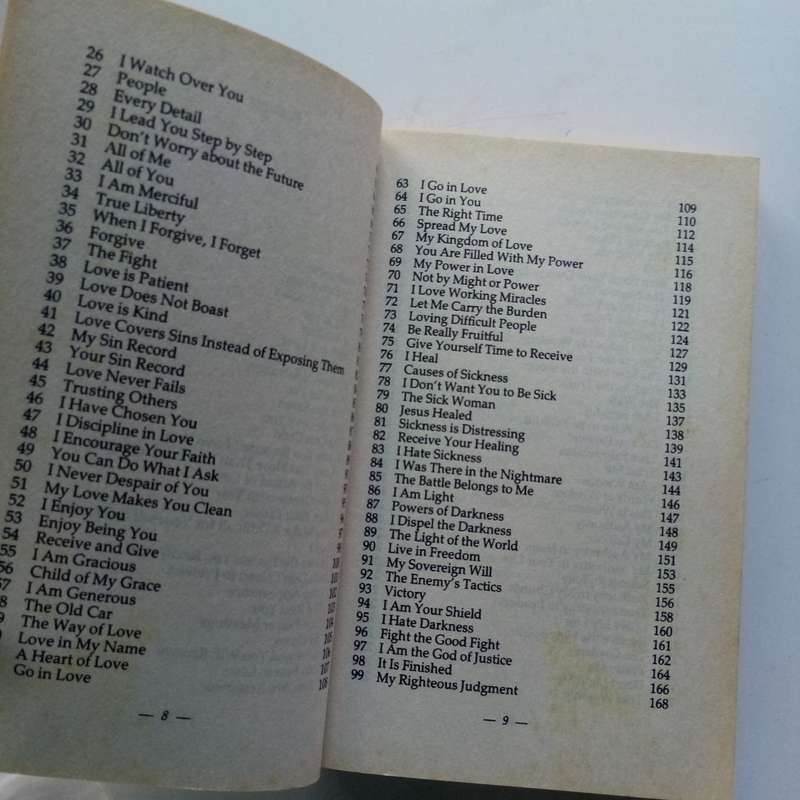 26 I Watch Over You
27 People
28 Every Detail
29 I Lead You Step by Step
30 Don't Worry about the Future
31 All of Me
32 All of You
33 I Am Merciful
34 True Liberty
35 When I Forgive, I Forget
36 Forgive
37 The Fight
38 Love is Patient
39 Love Does Not Boast
40 Love is Kind
41 Love Covers Sins Instead of Exposing Them
42 My Sin Record
43 Your Sin Record
44 Love Never Fails
45 Trusting Others
46 I Have Chosen You
47 I Discipline in Love
48 I Encourage Your Faith
49 You Can Do What I Ask
50 I Never Despair of You
51 My Love Makes You Clean
52 I Enjoy You
53 Enjoy Being You
54 Receive and Give
55 I Am Gracious 101
56 Child of My Grace 102
I Am Generous 103
The Old Car 104
The Way of Love 105
Love in My Name 106
A Heart of Love 107
Go in Love 108
— 8 —
63 I Go in Love 109
64 I Go in You 110
65 The Right Time 112
66 Spread My Love 114
67 My Kingdom of Love 115
68 You Are Filled With My Power 116
69 My Power in Love 118
70 Not by Might or Power 119
71 I Love Working Miracles 121
72 Let Me Carry the Burden 122
73 Loving Difficult People 124
74 Be Really Fruitful 127
75 Give Yourself Time to Receive 129
76 I Heal 131
77 Causes of Sickness 133
78 I Don't Want You to Be Sick 135
79 The Sick Woman 137
80 Jesus Healed 138
81 Sickness is Distressing 139
82 Receive Your Healing 141
83 I Hate Sickness 143
84 I Was There in the Nightmare 144
85 The Battle Belongs to Me 146
86 I Am Light 147
87 Powers of Darkness 148
88 I Dispel the Darkness 149
89 The Light of the World 151
90 Live in Freedom 153
91 My Sovereign Will 155
92 The Enemy's Tactics 156
93 Victory 158
94 I Am Your Shield 160
95 I Hate Darkness 161
96 Fight the Good Fight 162
97 I Am the God of Justice 164
98 It Is Finished 166
99 My Righteous Judgment 168
— 9 —